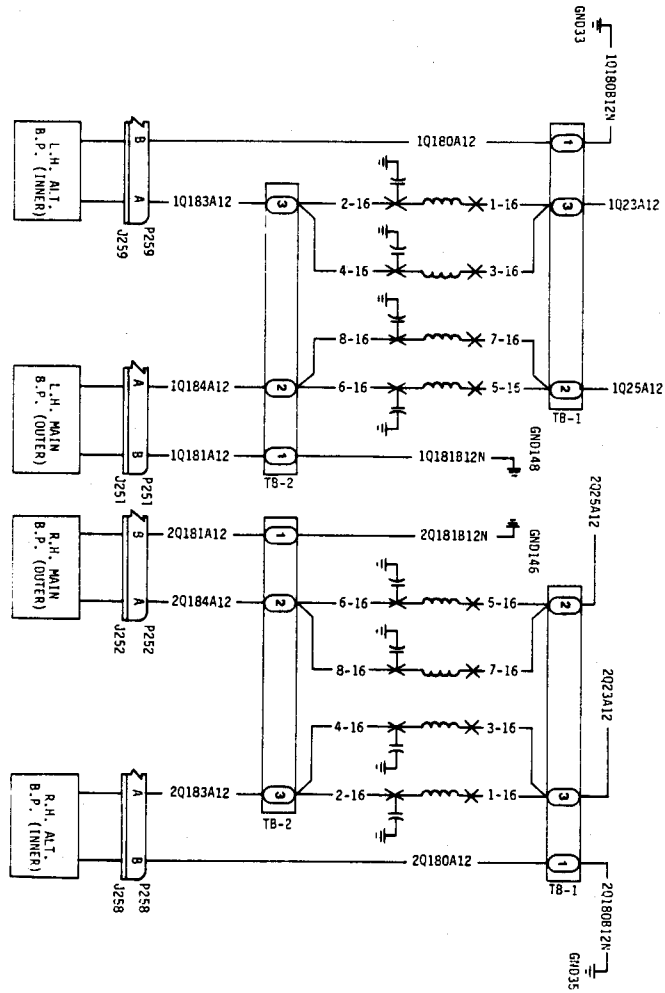 GND33
1Q180B12N
L.H. ALT.
B.P. (INNER)
B
A
P259
J259
1Q180A12
1
1Q183A12
3
2-16
1-16
3
1Q23A12
4-16
3-16
8-16
7-16
L.H. MAIN
B.P. (OUTER)
A
B
P251
J251
1Q184A12
2
6-16
5-16
2
1Q25A12
TB-1
1Q181A12
1
TB-2
1Q181B12N
GND148
R.H. MAIN
B.P. (OUTER)
B
A
P252
J252
2Q181A12
1
2Q181B12N
GND146
2Q25A12
2Q184A12
2
6-16
5-16
2
8-16
7-16
2Q23A12
4-16
3-16
R.H. ALT.
B.P. (INNER)
A
B
P258
J258
2Q183A12
3
TB-2
2-16
1-16
3
2Q180A12
1
TB-1
2Q180B12N
GND35